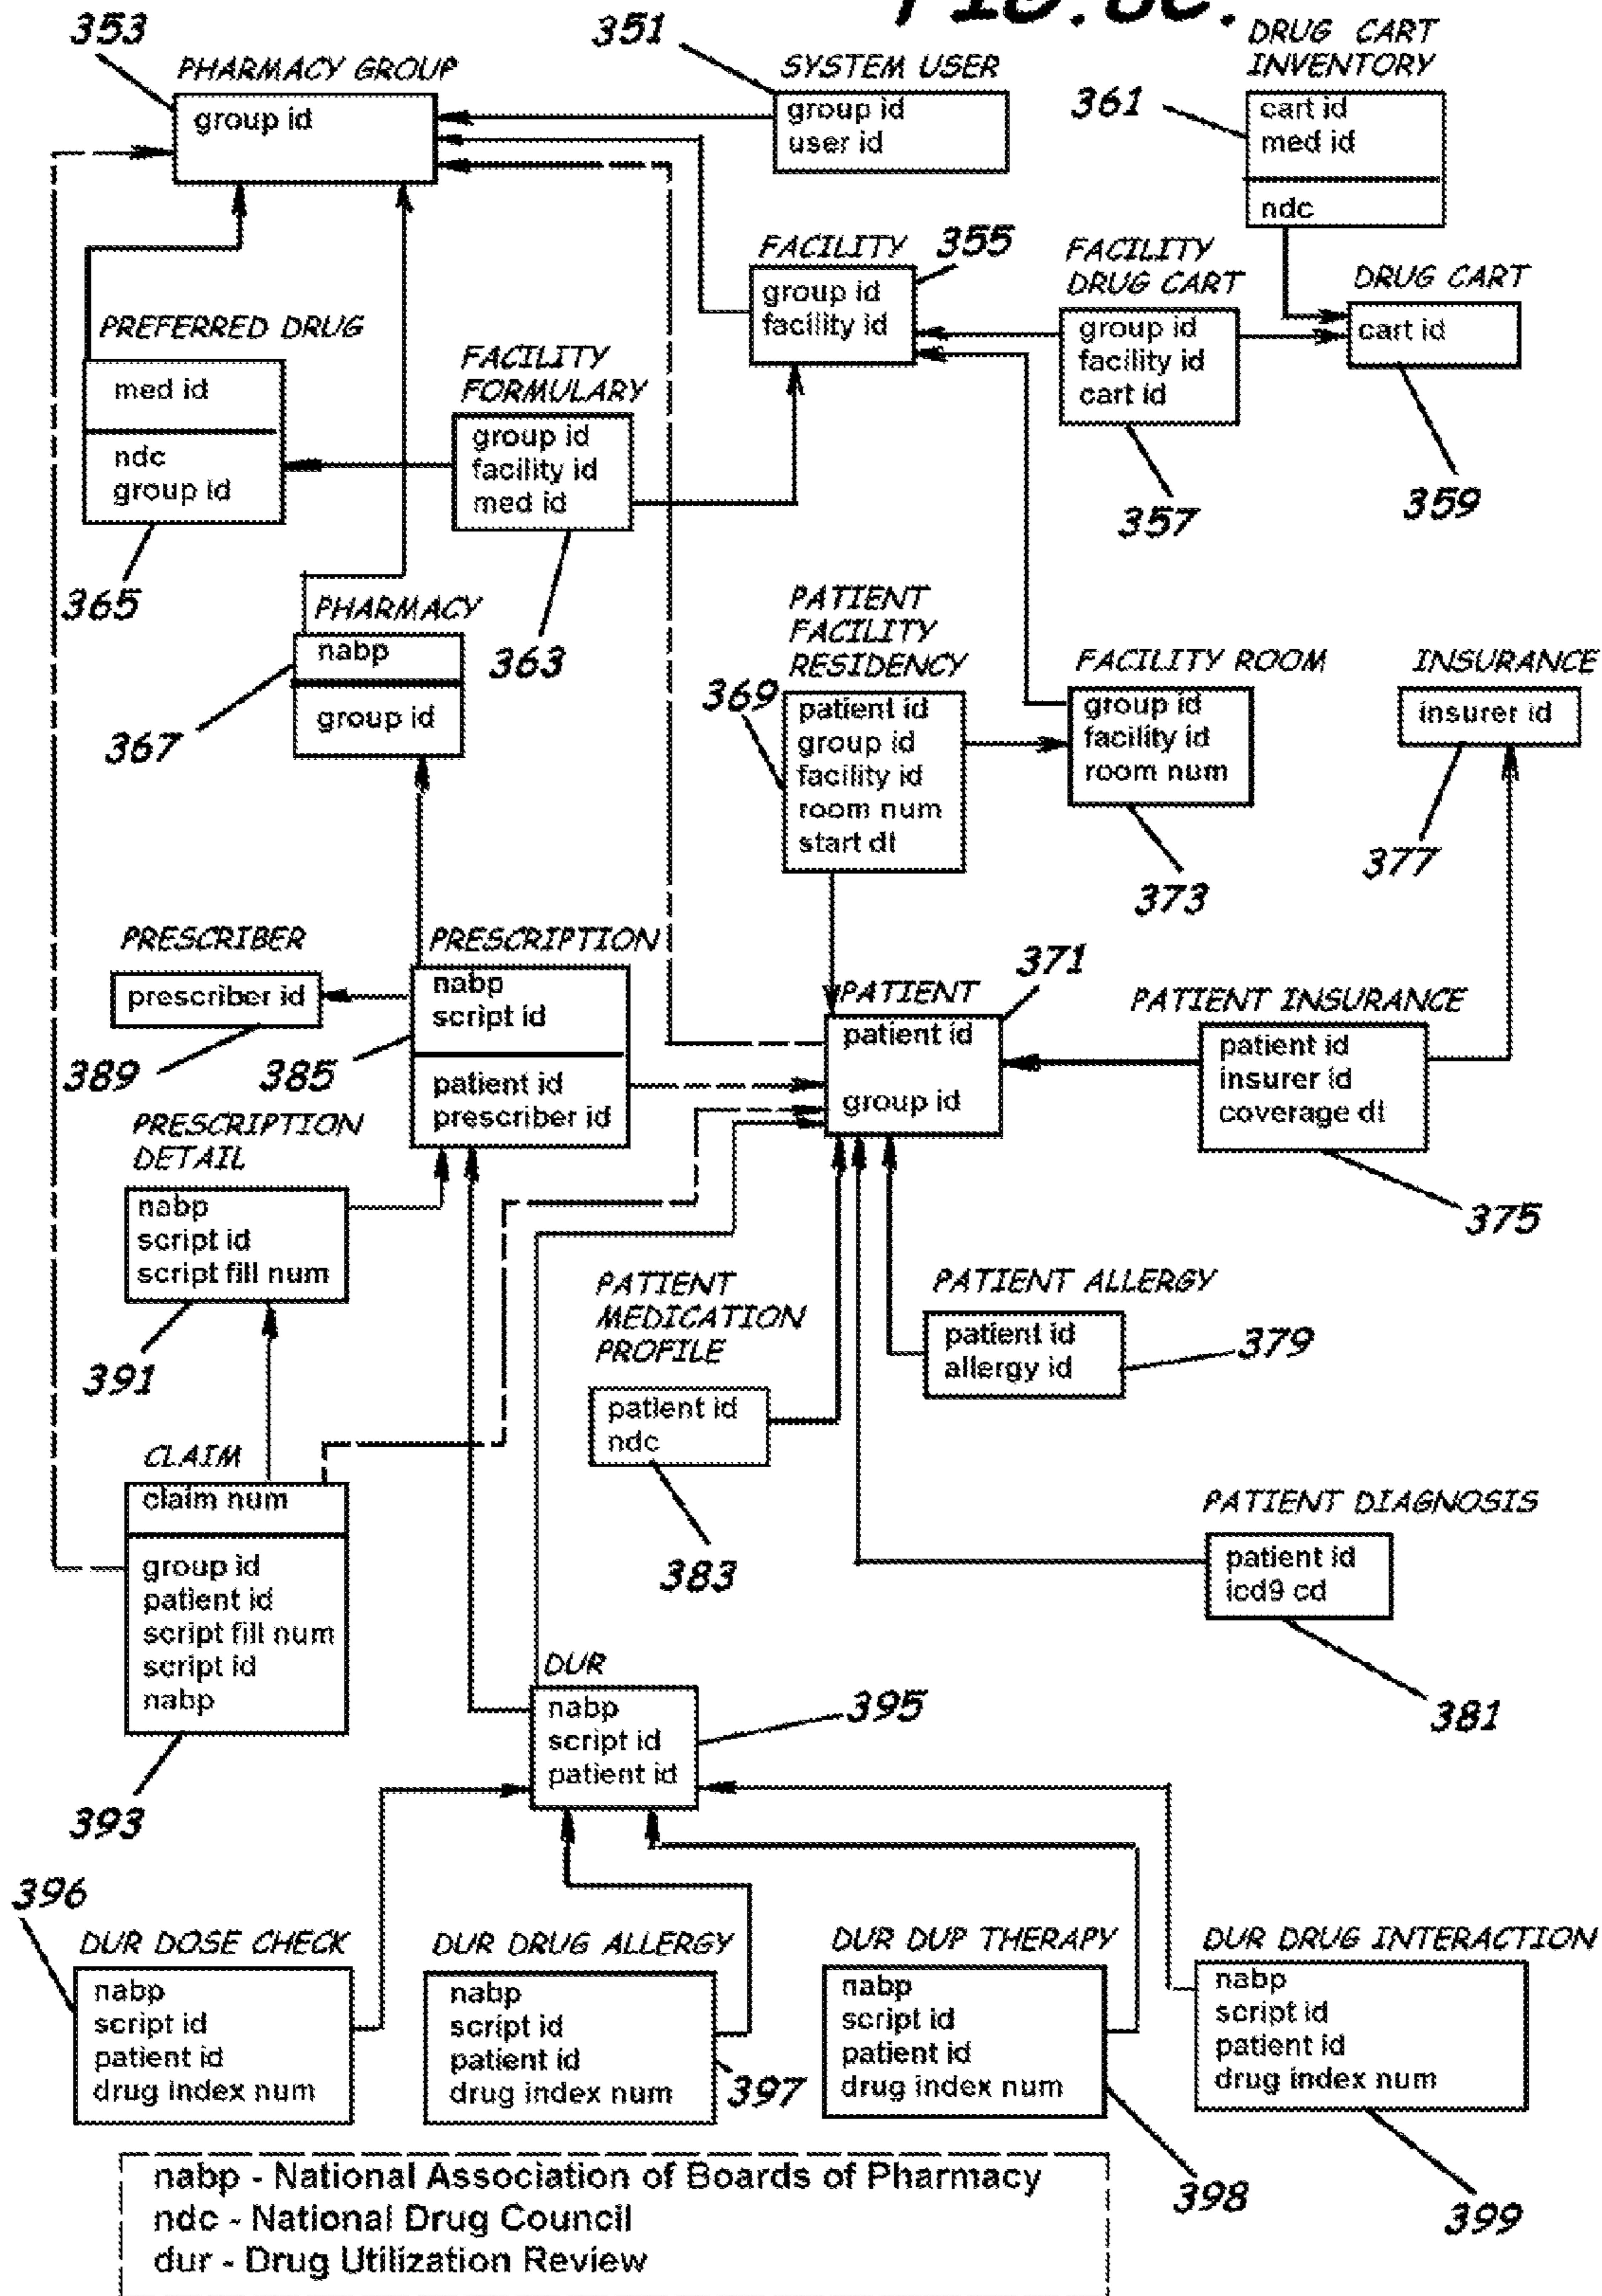 353
PHARMACY GROUP
group id
351
SYSTEM USER
group id
user id
DRUG CART
INVENTORY
361
cart id
med id
ndc
FACILITY
355
group id
facility id
FACILITY
DRUG CART
group id
facility id
cart id
357
DRUG CART
cart id
359
PREFERRED DRUG
med id
ndc
group id
365
FACILITY
FORMULARY
group id
facility id
med id
363
PHARMACY
nabp
group id
367
PATIENT
FACILITY
RESIDENCY
369
patient id
group id
facility id
room num
start dt
FACILITY ROOM
group id
facility id
room num
373
INSURANCE
insurer id
377
PRESCRIBER
prescriber id
389
PRESCRIPTION
nabp
script id
patient id
prescriber id
385
PATIENT
371
patient id
group id
PATIENT INSURANCE
patient id
insurer id
coverage dt
375
PRESCRIPTION
DETAIL
nabp
script id
script fill num
391
PATIENT
MEDICATION
PROFILE
patient id
ndc
383
PATIENT ALLERGY
patient id
allergy id
379
CLAIM
claim num
group id
patient id
script fill num
script id
nabp
393
PATIENT DIAGNOSIS
patient id
icd9 cd
381
DUR
nabp
script id
patient id
395
396
DUR DOSE CHECK
nabp
script id
patient id
drug index num
DUR DRUG ALLERGY
nabp
script id
patient id
drug index num
397
DUR DUP THERAPY
nabp
script id
patient id
drug index num
398
DUR DRUG INTERACTION
nabp
script id
patient id
drug index num
399
nabp - National Association of Boards of Pharmacy
ndc - National Drug Council
dur - Drug Utilization Review